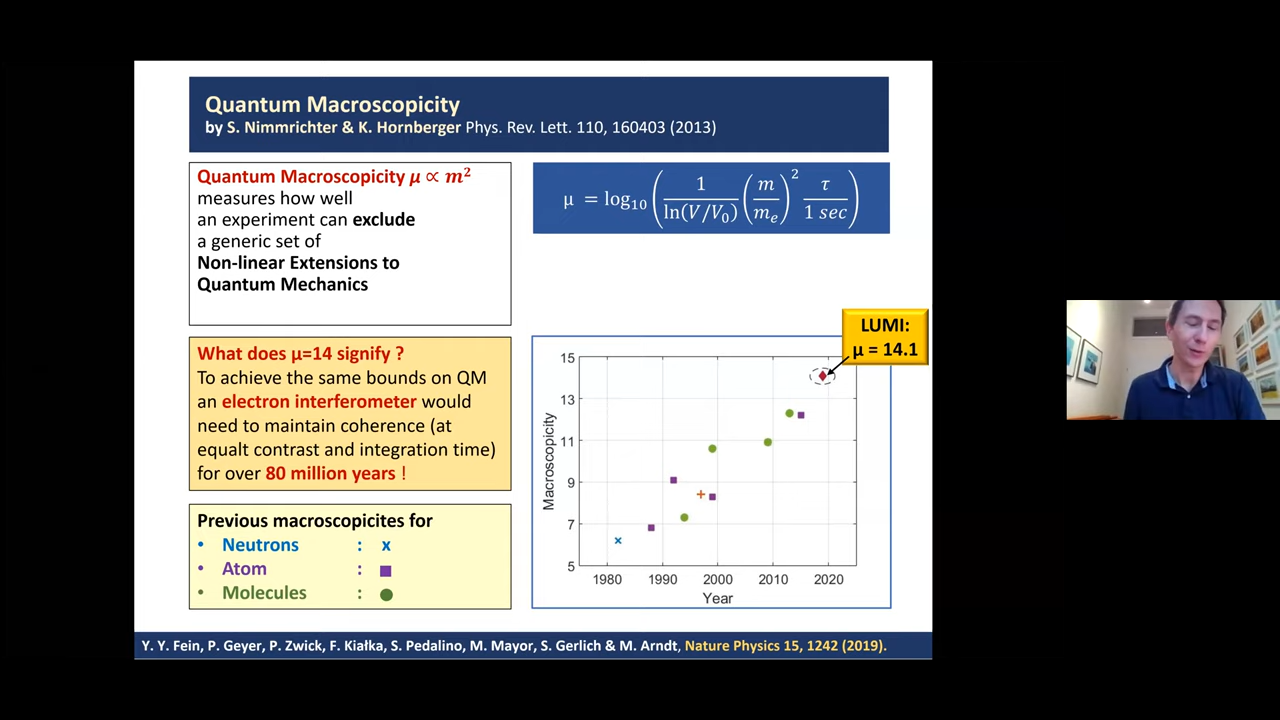 Quantum Macroscopicity
by S. Nimmrichter & K. Hornberger Phys. Rev. Lett. 110, 160403 (2013)
Quantum Macroscopicity μ ∝ m²
measures how well
an experiment can exclude
a generic set of
Non-linear Extensions to
Quantum Mechanics
μ = log₁₀ ( 1 / ln(V/V₀) (m/mₑ)² τ / 1 sec )
What does μ=14 signify ?
To achieve the same bounds on QM
an electron interferometer would
need to maintain coherence (at
equalt contrast and integration time)
for over 80 million years !
Previous macroscopicites for
• Neutrons : x
• Atom : ■
• Molecules : ●
LUMI:
μ = 14.1
15
13
11
9
7
5
Macroscopicity
1980 1990 2000 2010 2020
Year
Y. Y. Fein, P. Geyer, P. Zwick, F. Kiałka, S. Pedalino, M. Mayor, S. Gerlich & M. Arndt, Nature Physics 15, 1242 (2019).